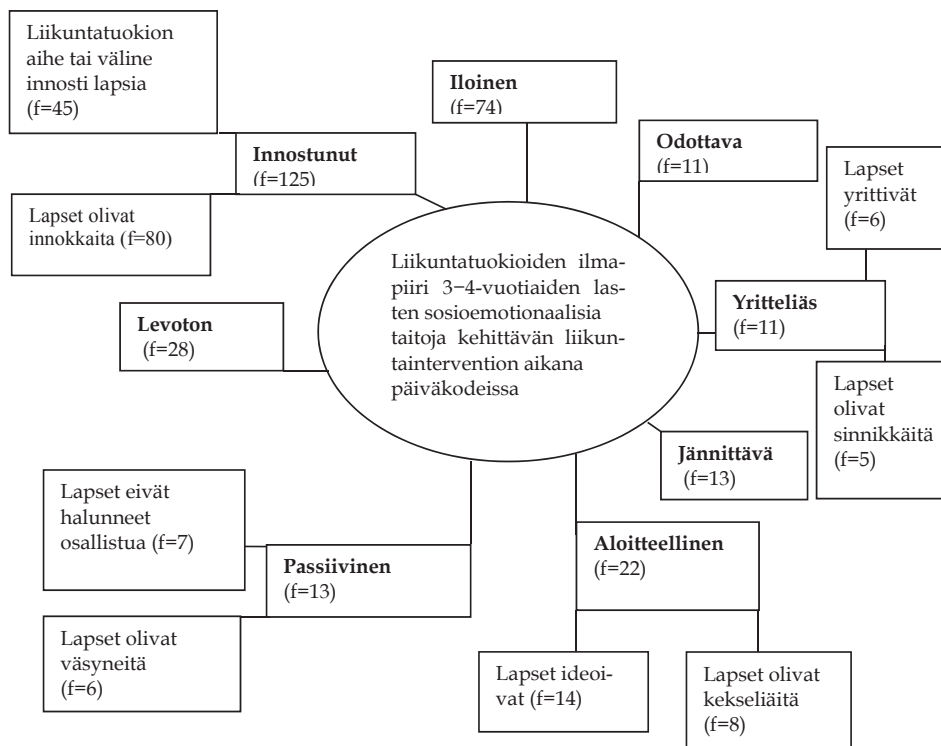 Liikuntatuokion
aihe tai väline
innosti lapsia
(f=45)
Iloinen
(f=74)
Odottava
(f=11)
Innostunut
(f=125)
Lapset
yrittivät
(f=6)
Lapset olivat
innokkaita (f=80)
Liikuntatuokioiden ilma-
piiri 3−4-vuotiaiden las-
ten sosioemotionaalisia
taitoja kehittävän liikun-
taintervention aikana
päiväkodeissa
Yritteliäs
(f=11)
Levoton
(f=28)
Lapset
olivat
sinnikkäitä
(f=5)
Jännittävä
(f=13)
Lapset eivät
halunneet
osallistua (f=7)
Passiivinen
(f=13)
Aloitteellinen
(f=22)
Lapset olivat
väsyneitä
(f=6)
Lapset ideoi-
vat (f=14)
Lapset olivat
kekseliäitä
(f=8)